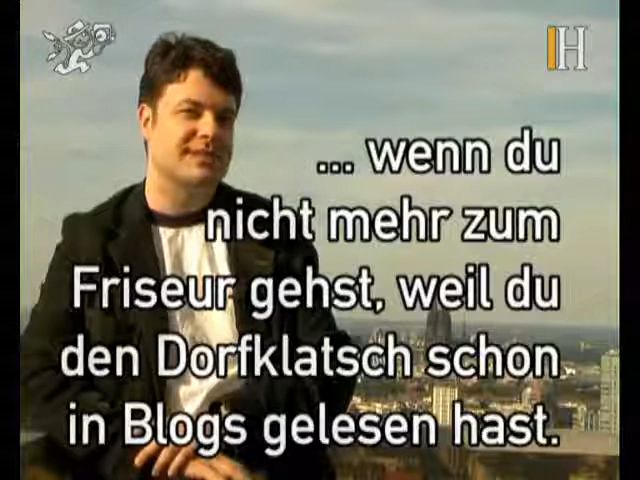 H
... wenn du
nicht mehr zum
Friseur gehst, weil du
den Dorfklatsch schon
in Blogs gelesen hast.